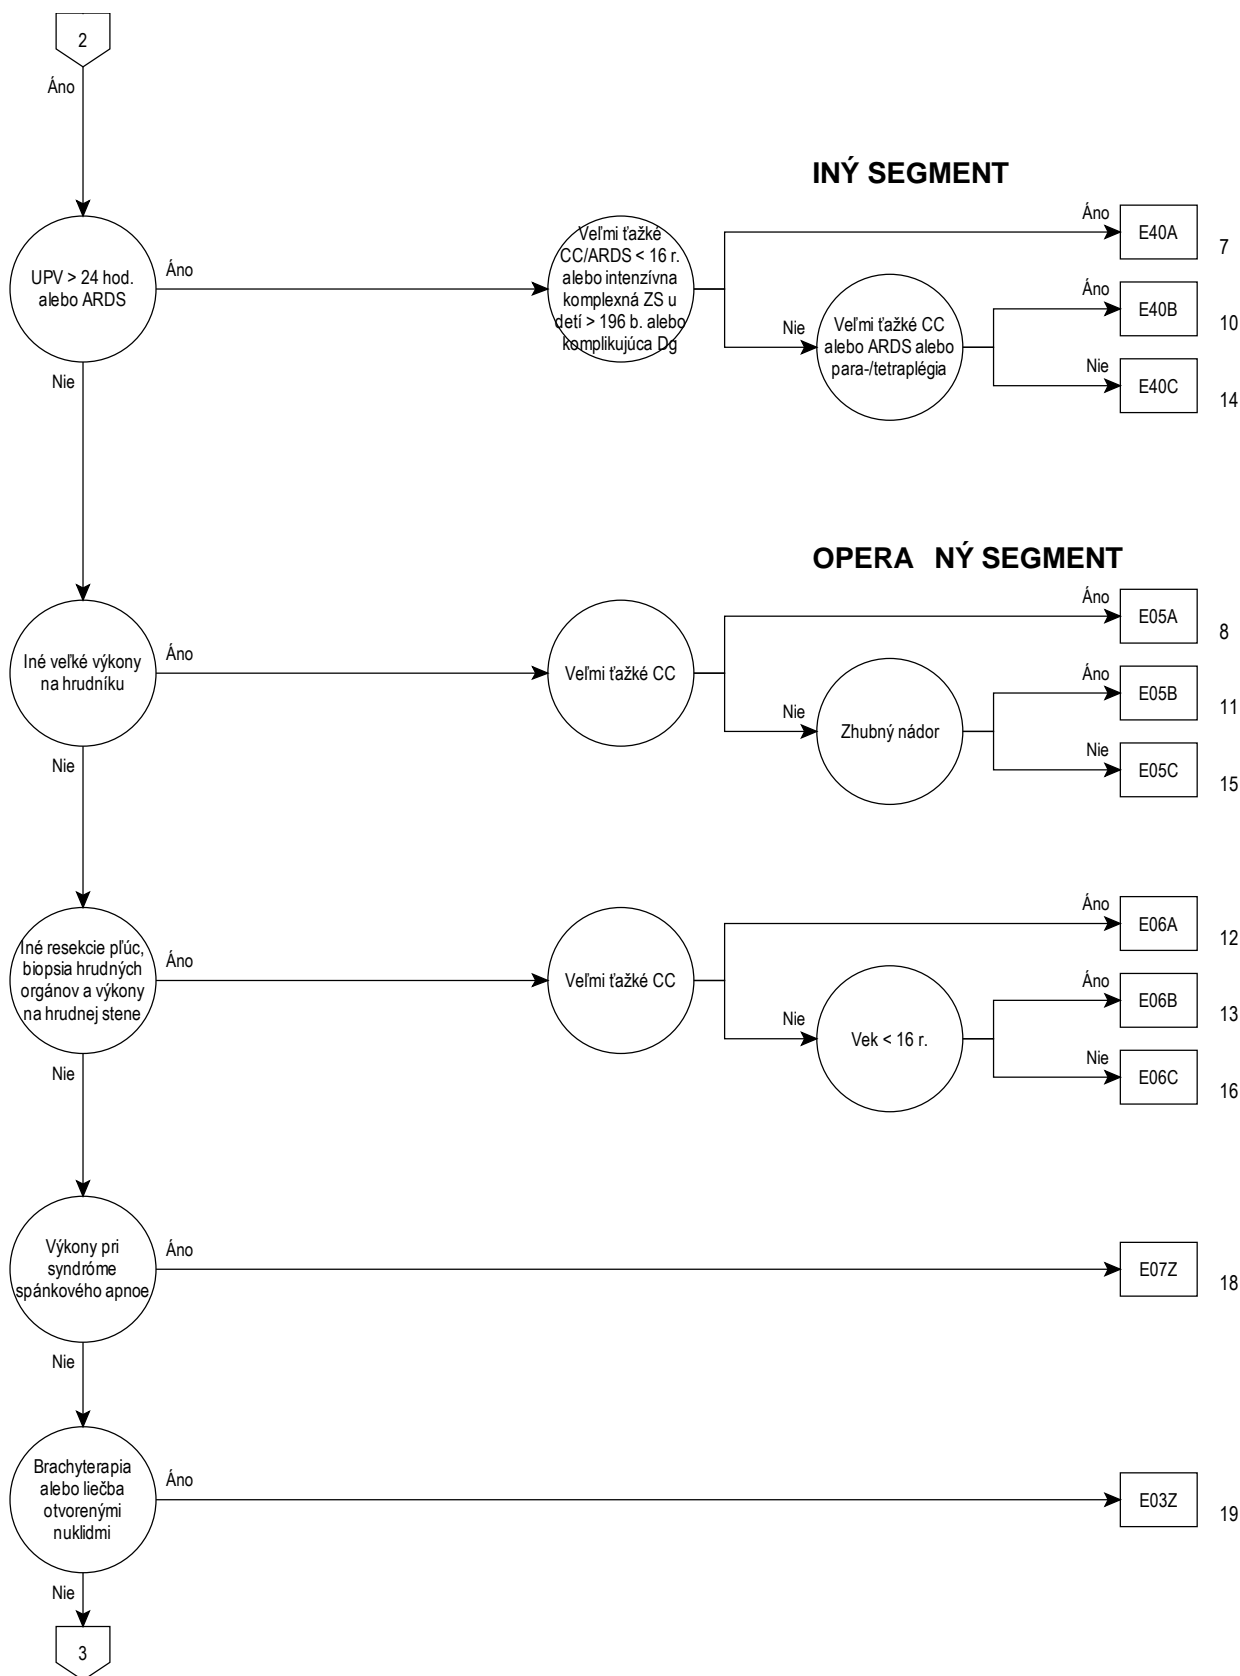 2
Áno
INÝ SEGMENT
UPV > 24 hod.
alebo ARDS
Áno
Veľmi ťažké
CC/ARDS < 16 r.
alebo intenzívna
komplexná ZS u
detí > 196 b. alebo
komplikujúca Dg
Áno
E40A
7
Nie
Veľmi ťažké CC
alebo ARDS alebo
para-/tetraplégia
Áno
E40B
10
Nie
E40C
14
Nie
OPERA NÝ SEGMENT
Iné veľké výkony
na hrudníku
Áno
Veľmi ťažké CC
Áno
E05A
8
Nie
Zhubný nádor
Áno
E05B
11
Nie
E05C
15
Nie
Iné resekcie pľúc,
biopsia hrudných
orgánov a výkony
na hrudnej stene
Áno
Veľmi ťažké CC
Áno
E06A
12
Nie
Vek < 16 r.
Áno
E06B
13
Nie
E06C
16
Nie
Výkony pri
syndróme
spánkového apnoe
Áno
E07Z
18
Nie
Brachyterapia
alebo liečba
otvorenými
nuklidmi
Áno
E03Z
19
Nie
3